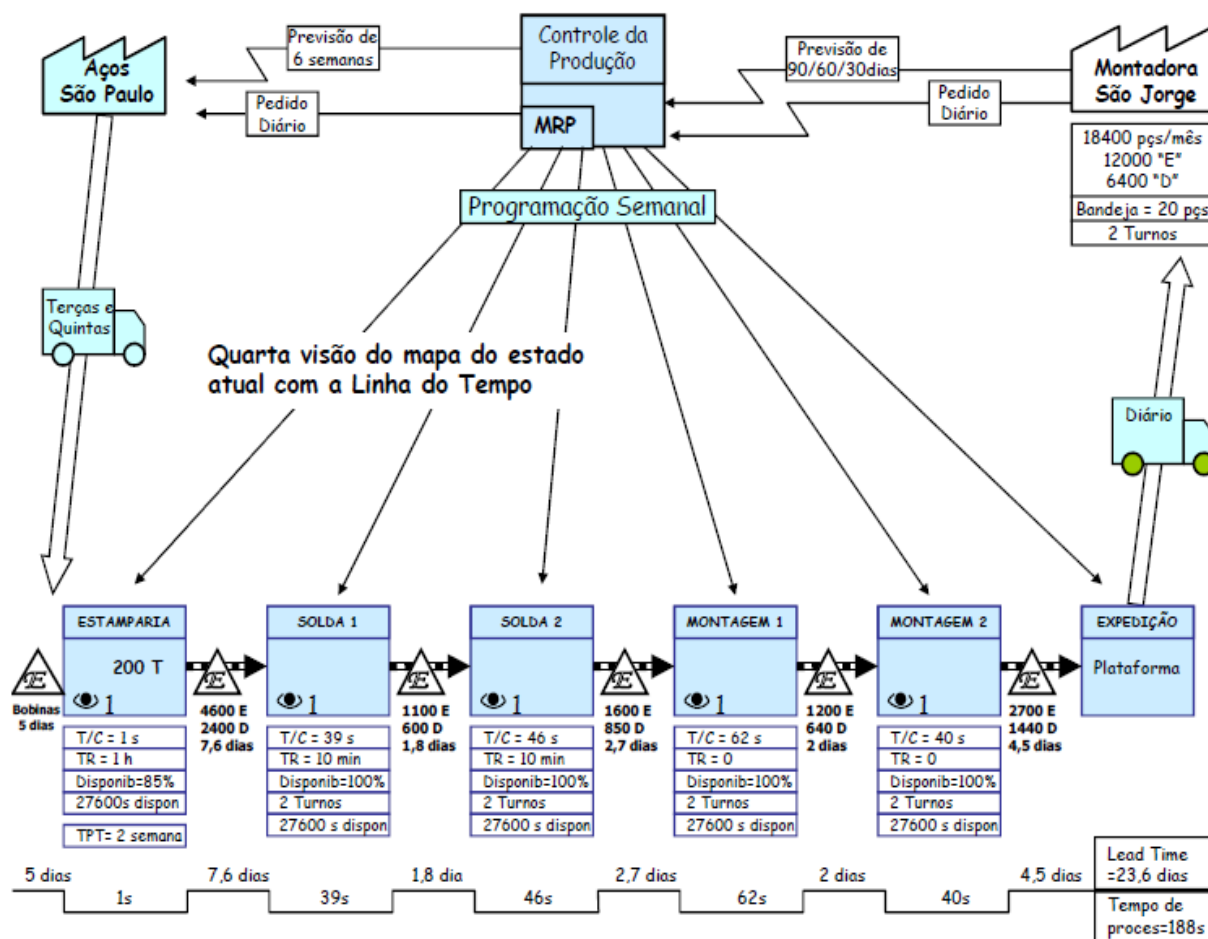 Aços
São Paulo
Previsão de
6 semanas
Pedido
Diário
Controle da
Produção
MRP
Previsão de
90/60/30dias
Pedido
Diário
Montadora
São Jorge
18400 pçs/mês
12000 "E"
6400 "D"
Bandeja = 20 pçs
2 Turnos
Programação Semanal
Terças e
Quintas
Quarta visão do mapa do estado
atual com a Linha do Tempo
Diário
E
Bobinas
5 dias
ESTAMPARIA
200 T
1
T/C = 1 s
TR = 1 h
Disponib=85%
27600s dispon
TPT= 2 semana
E
4600 E
2400 D
7,6 dias
SOLDA 1
1
T/C = 39 s
TR = 10 min
Disponib=100%
2 Turnos
27600 s dispon
E
1100 E
600 D
1,8 dias
SOLDA 2
1
T/C = 46 s
TR = 10 min
Disponib=100%
2 Turnos
27600 s dispon
E
1600 E
850 D
2,7 dias
MONTAGEM 1
1
T/C = 62 s
TR = 0
Disponib=100%
2 Turnos
27600 s dispon
E
1200 E
640 D
2 dias
MONTAGEM 2
1
T/C = 40 s
TR = 0
Disponib=100%
2 Turnos
27600 s dispon
E
2700 E
1440 D
4,5 dias
EXPEDIÇÃO
Plataforma
5 dias
1s
7,6 dias
39s
1,8 dia
46s
2,7 dias
62s
2 dias
40s
4,5 dias
Lead Time
=23,6 dias
Tempo de
proces=188s